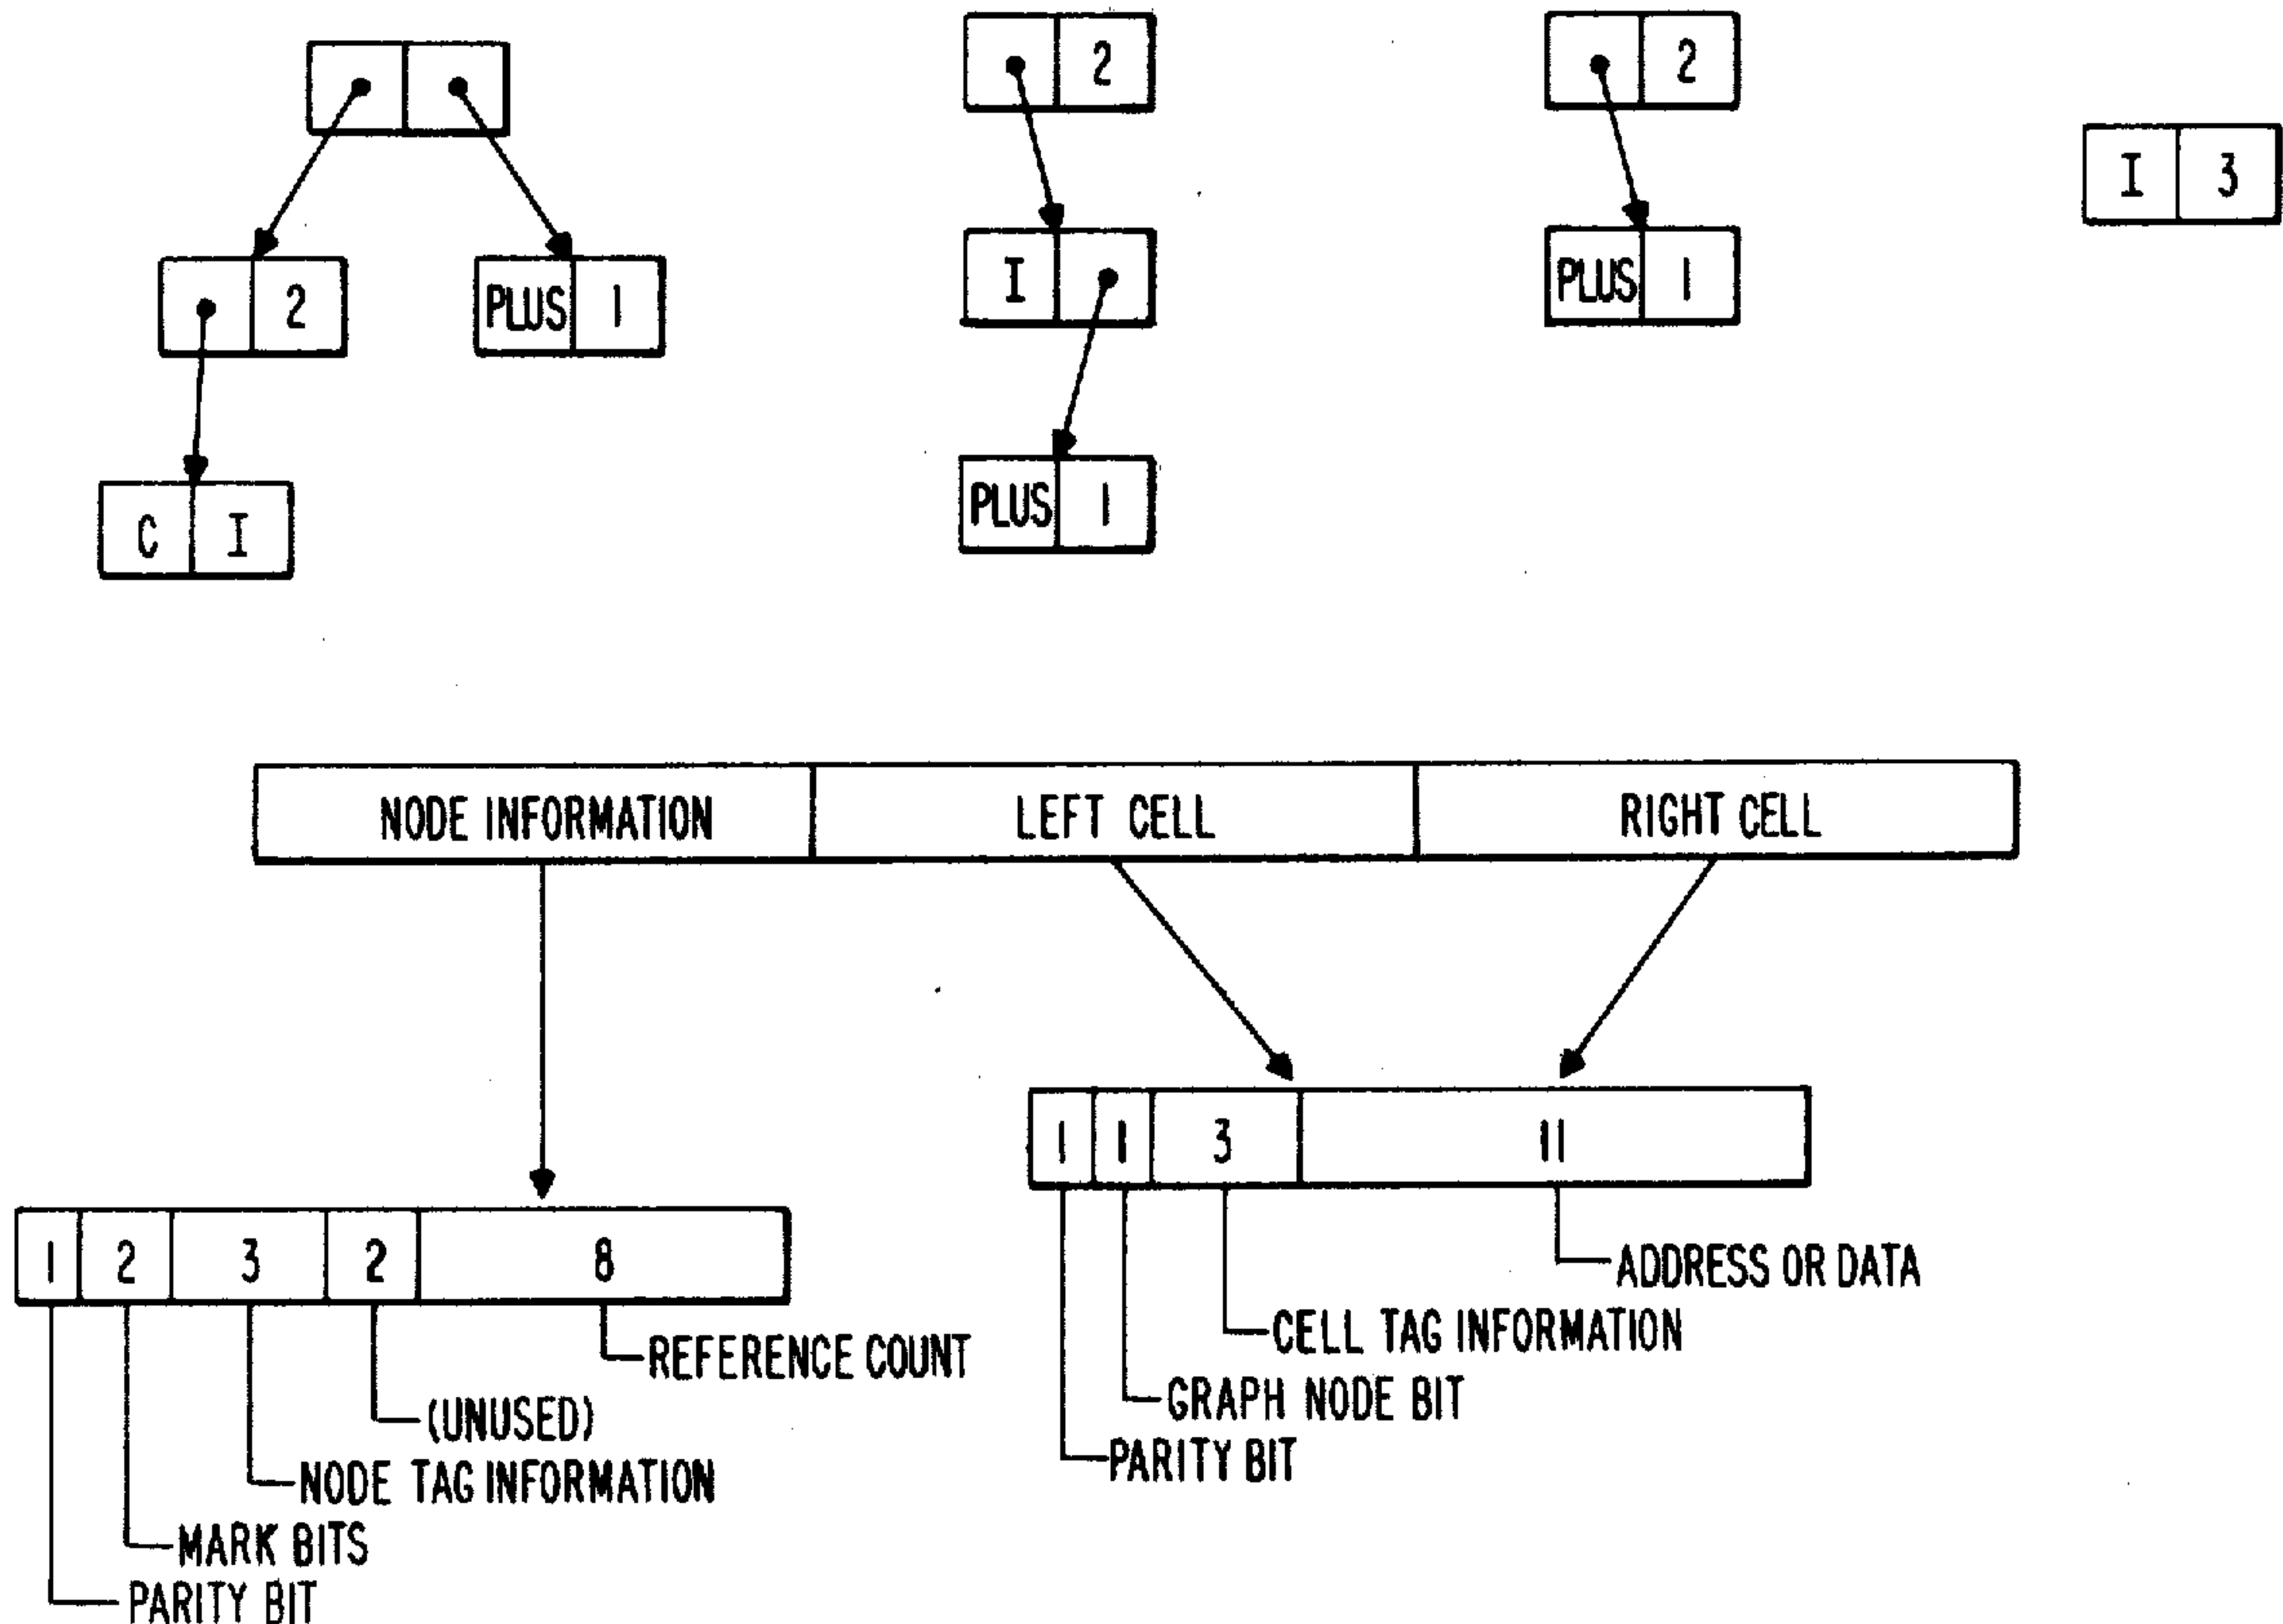 2
2
I 3
2
PLUS 1
I
PLUS 1
C I
PLUS 1
NODE INFORMATION LEFT CELL RIGHT CELL
1 1 3 11
ADDRESS OR DATA
CELL TAG INFORMATION
GRAPH NODE BIT
PARITY BIT
1 2 3 2 8
REFERENCE COUNT
(UNUSED)
NODE TAG INFORMATION
MARK BITS
PARITY BIT